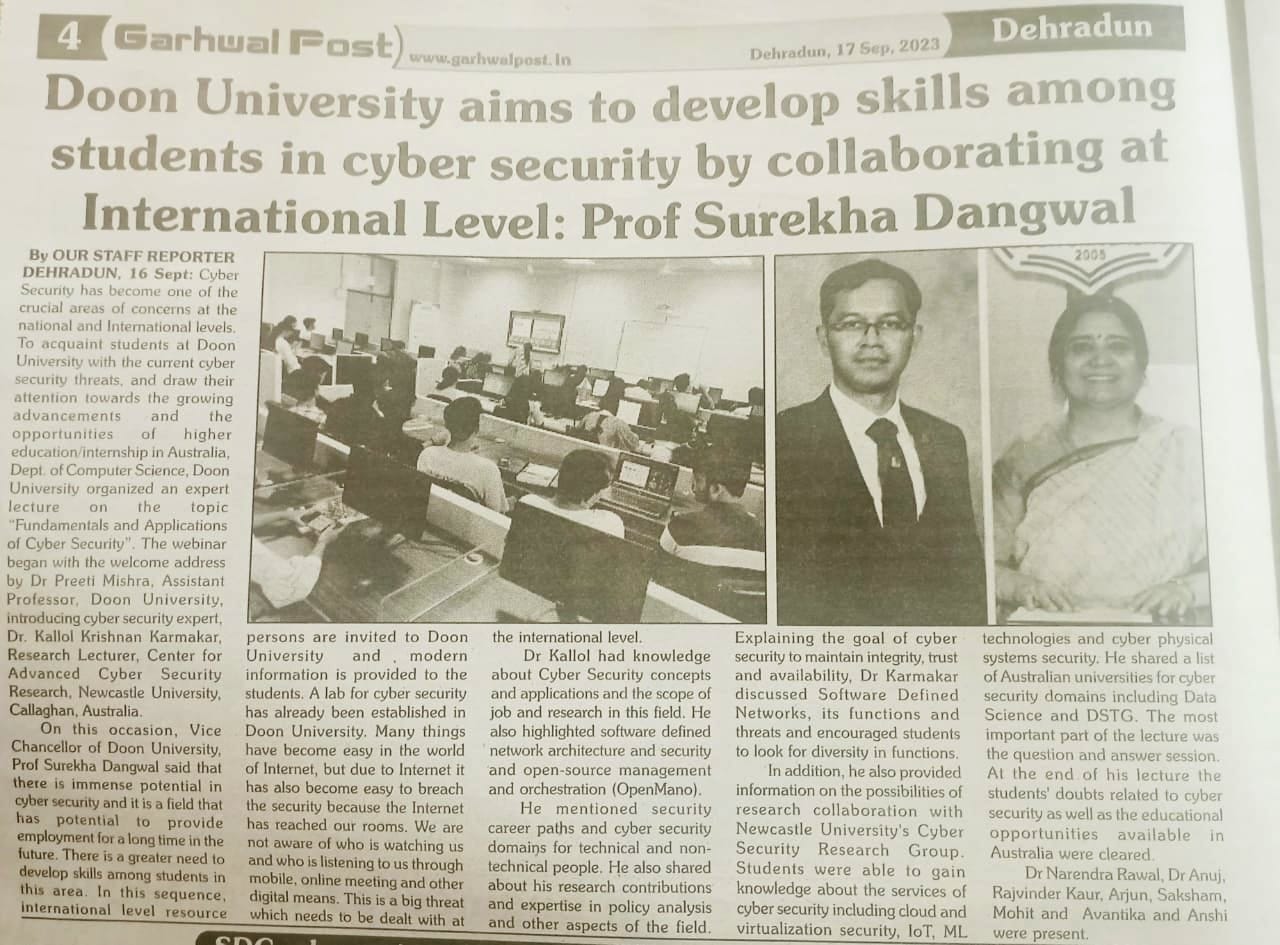 4
Garhwal Post
www.garhwalpost.in
Dehradun, 17 Sep, 2023
Dehradun
Doon University aims to develop skills among
students in cyber security by collaborating at
International Level: Prof Surekha Dangwal
By OUR STAFF REPORTER
DEHRADUN, 16 Sept: Cyber
Security has become one of the
crucial areas of concerns at the
national and International levels.
To acquaint students at Doon
University with the current cyber
security threats, and draw their
attention towards the growing
advancements and the
opportunities of higher
education/internship in Australia,
Dept. of Computer Science, Doon
University organized an expert
lecture on the topic
"Fundamentals and Applications
of Cyber Security". The webinar
began with the welcome address
by Dr Preeti Mishra, Assistant
Professor, Doon University,
introducing cyber security expert,
Dr. Kallol Krishnan Karmakar,
Research Lecturer, Center for
Advanced Cyber Security
Research, Newcastle University,
Callaghan, Australia.
On this occasion, Vice
Chancellor of Doon University,
Prof Surekha Dangwal said that
there is immense potential in
cyber security and it is a field that
has potential to provide
employment for a long time in the
future. There is a greater need to
develop skills among students in
this area. In this sequence,
international level resource
persons are invited to Doon
University and modern
information is provided to the
students. A lab for cyber security
has already been established in
Doon University. Many things
have become easy in the world
of Internet, but due to Internet it
has also become easy to breach
the security because the Internet
has reached our rooms. We are
not aware of who is watching us
and who is listening to us through
mobile, online meeting and other
digital means. This is a big threat
which needs to be dealt with at
the international level.
Dr Kallol had knowledge
about Cyber Security concepts
and applications and the scope of
job and research in this field. He
also highlighted software defined
network architecture and security
and open-source management
and orchestration (OpenMano).
He mentioned security
career paths and cyber security
domains for technical and non-
technical people. He also shared
about his research contributions
and expertise in policy analysis
and other aspects of the field.
Explaining the goal of cyber
security to maintain integrity, trust
and availability, Dr Karmakar
discussed Software Defined
Networks, its functions and
threats and encouraged students
to look for diversity in functions.
In addition, he also provided
information on the possibilities of
research collaboration with
Newcastle University's Cyber
Security Research Group.
Students were able to gain
knowledge about the services of
cyber security including cloud and
virtualization security, IoT, ML
technologies and cyber physical
systems security. He shared a list
of Australian universities for cyber
security domains including Data
Science and DSTG. The most
important part of the lecture was
the question and answer session.
At the end of his lecture the
students' doubts related to cyber
security as well as the educational
opportunities available in
Australia were cleared.
Dr Narendra Rawal, Dr Anuj,
Rajvinder Kaur, Arjun, Saksham,
Mohit and Avantika and Anshi
were present.
2005